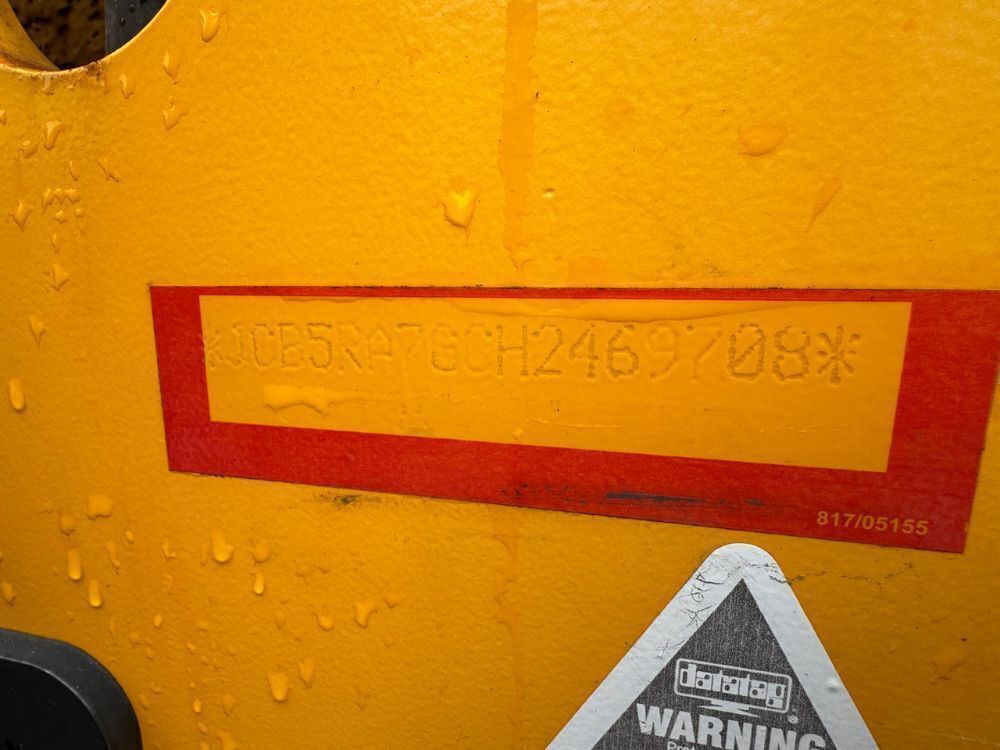 *JCB5RA7GCH2469708*
817/05155
datatag
®
WARNING